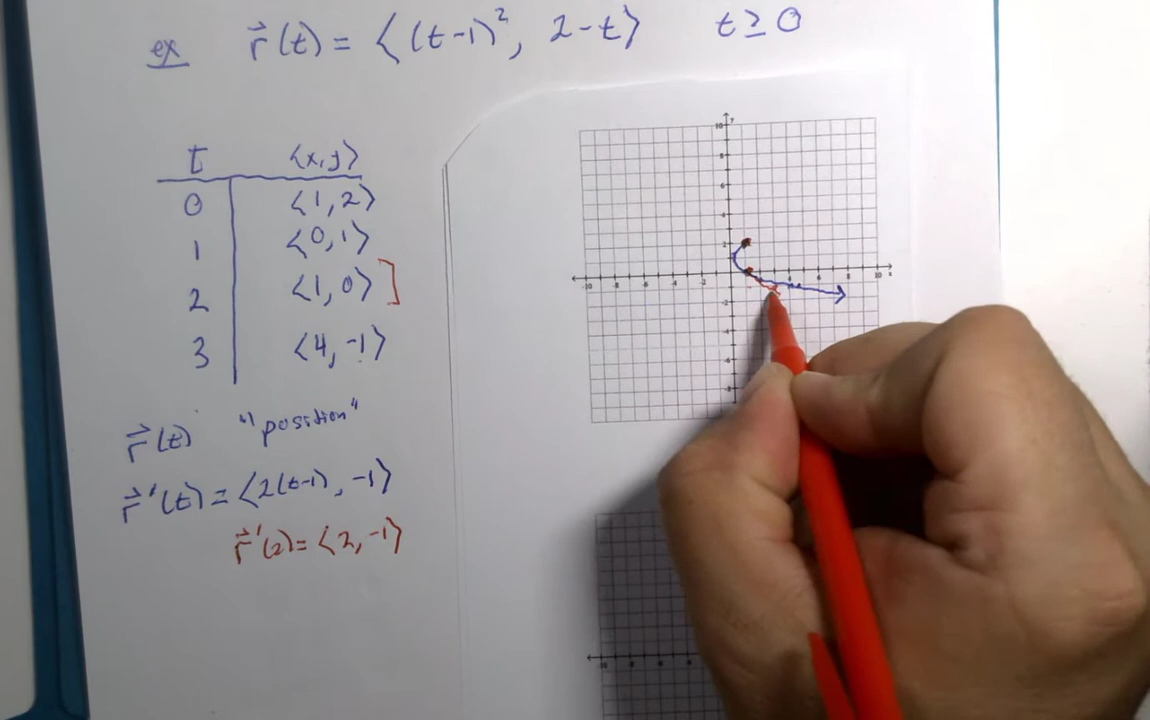 ex r⃗(t) = ⟨(t-1)², 2-t⟩ t ≥ 0
t ⟨x,y⟩
0 ⟨1,2⟩
1 ⟨0,1⟩
2 ⟨1,0⟩]
3 ⟨4,-1⟩
r⃗(t) "position"
r⃗'(t) = ⟨2(t-1), -1⟩
r⃗'(2) = ⟨2,-1⟩